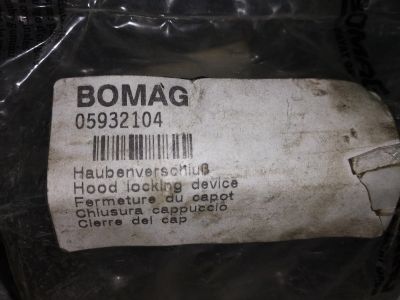 BOMAG
05932104
Haubenverschluß
Hood locking device
Fermeture du capot
Chiusura cappuccio
Cierre del cap